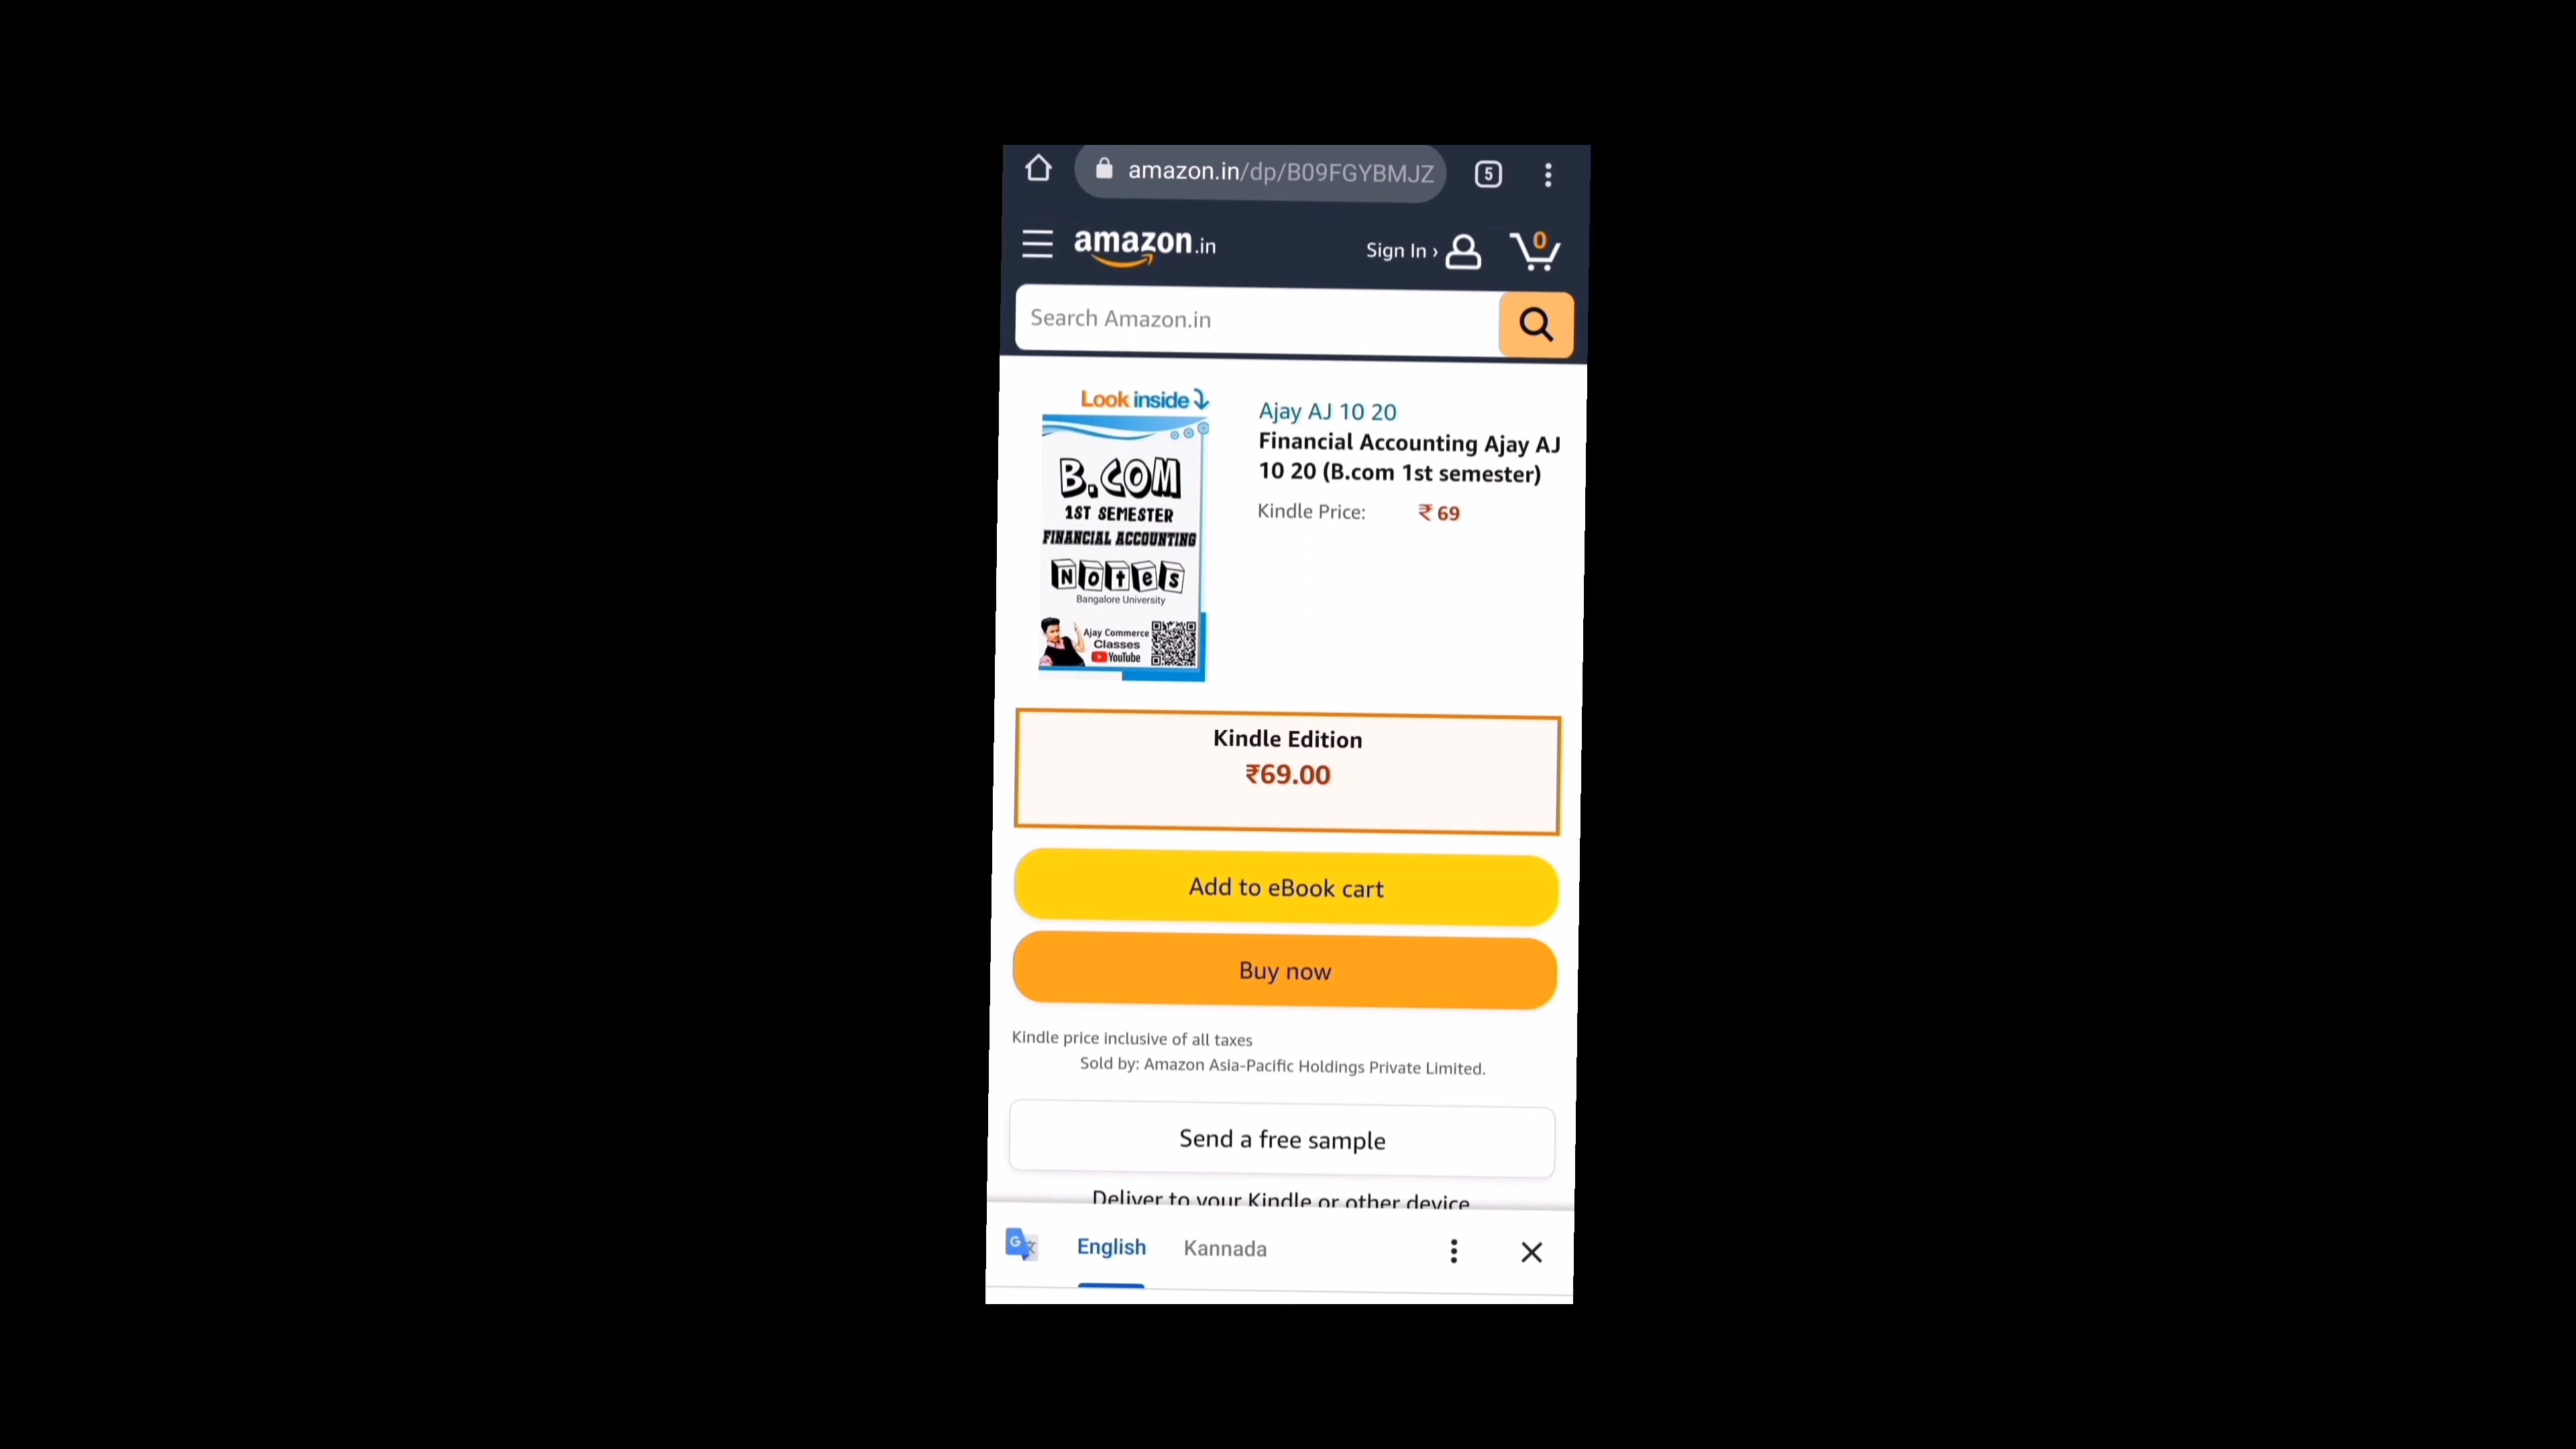 amazon.in/dp/B09FGYBMJZ
5
amazon.in
Sign In ›
0
Search Amazon.in
Look inside
B.COM
1ST SEMESTER
FINANCIAL ACCOUNTING
Notes
Bangalore University
Ajay Commerce
Classes
YouTube
Ajay AJ 10 20
Financial Accounting Ajay AJ
10 20 (B.com 1st semester)
Kindle Price: ₹ 69
Kindle Edition
₹69.00
Add to eBook cart
Buy now
Kindle price inclusive of all taxes
Sold by: Amazon Asia-Pacific Holdings Private Limited.
Send a free sample
Deliver to your Kindle or other device
English
Kannada